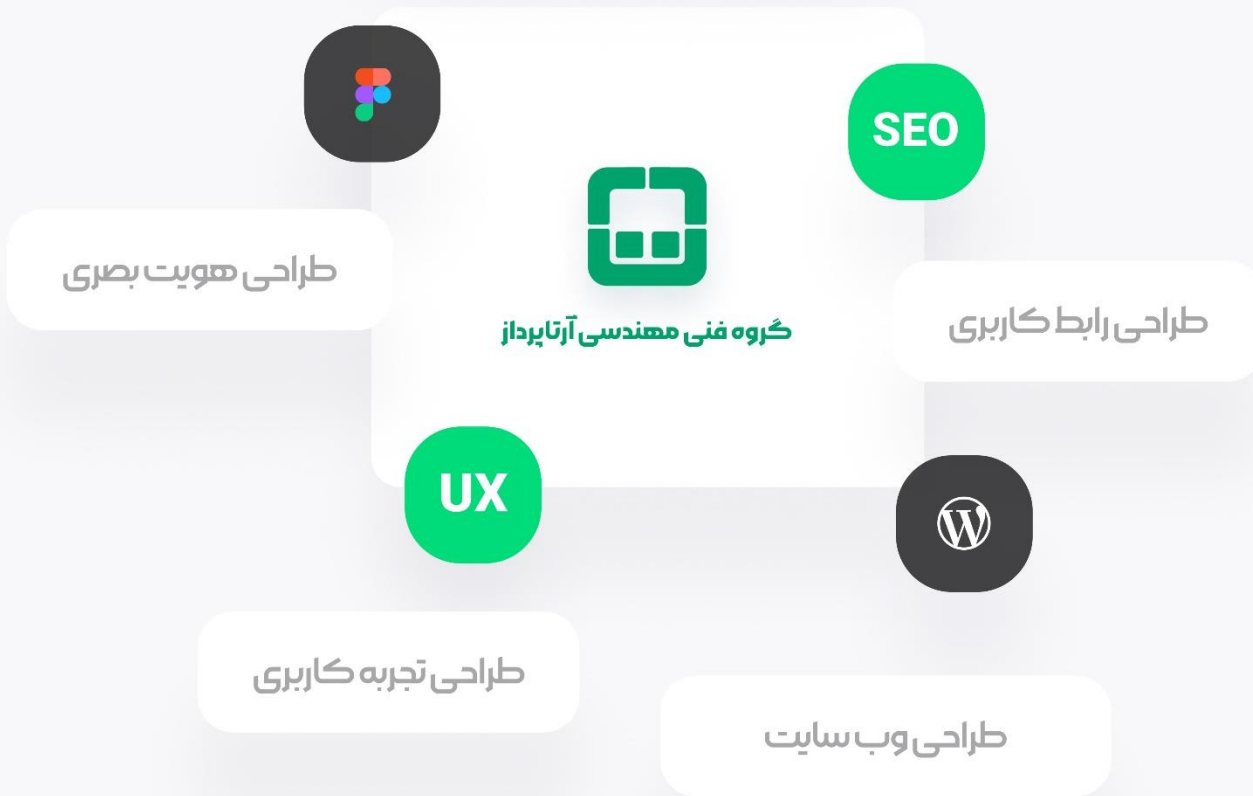 SEO
طراحی هویت بصری
گروه فنی مهندسی آرتاپرداز
طراحی رابط کاربری
UX
طراحی تجربه کاربری
طراحی وب سایت